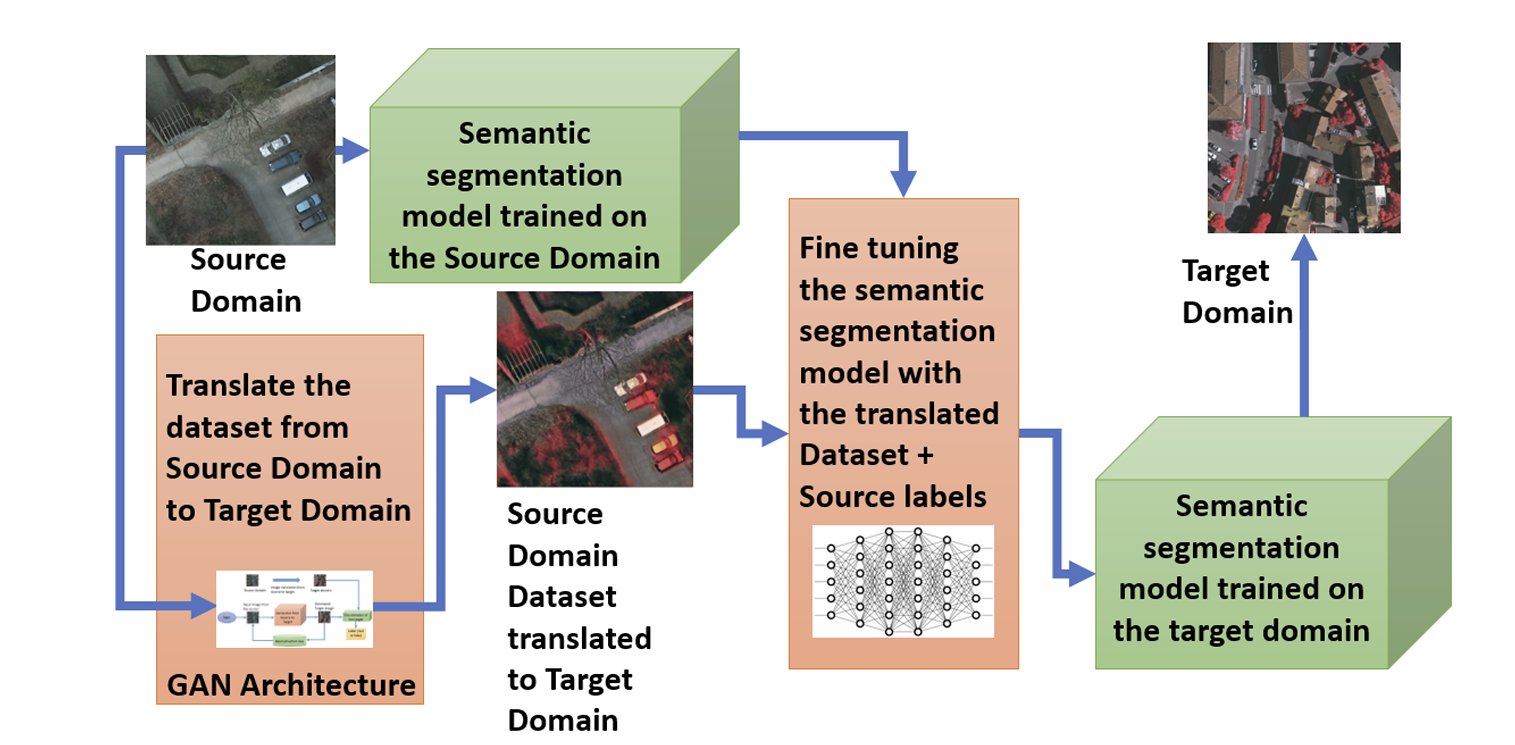 Source
Domain
Semantic
segmentation
model trained on
the Source Domain
Translate the
dataset from
Source Domain
to Target Domain
GAN Architecture
Source
Domain
Dataset
translated
to Target
Domain
Fine tuning
the semantic
segmentation
model with
the translated
Dataset +
Source labels
Target
Domain
Semantic
segmentation
model trained on
the target domain